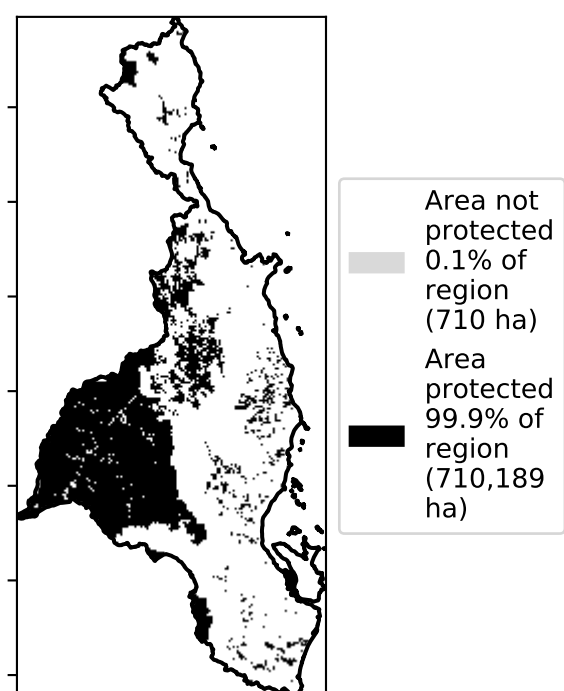 Area not
protected
0.1% of
region
(710 ha)
Area
protected
99.9% of
region
(710,189
ha)